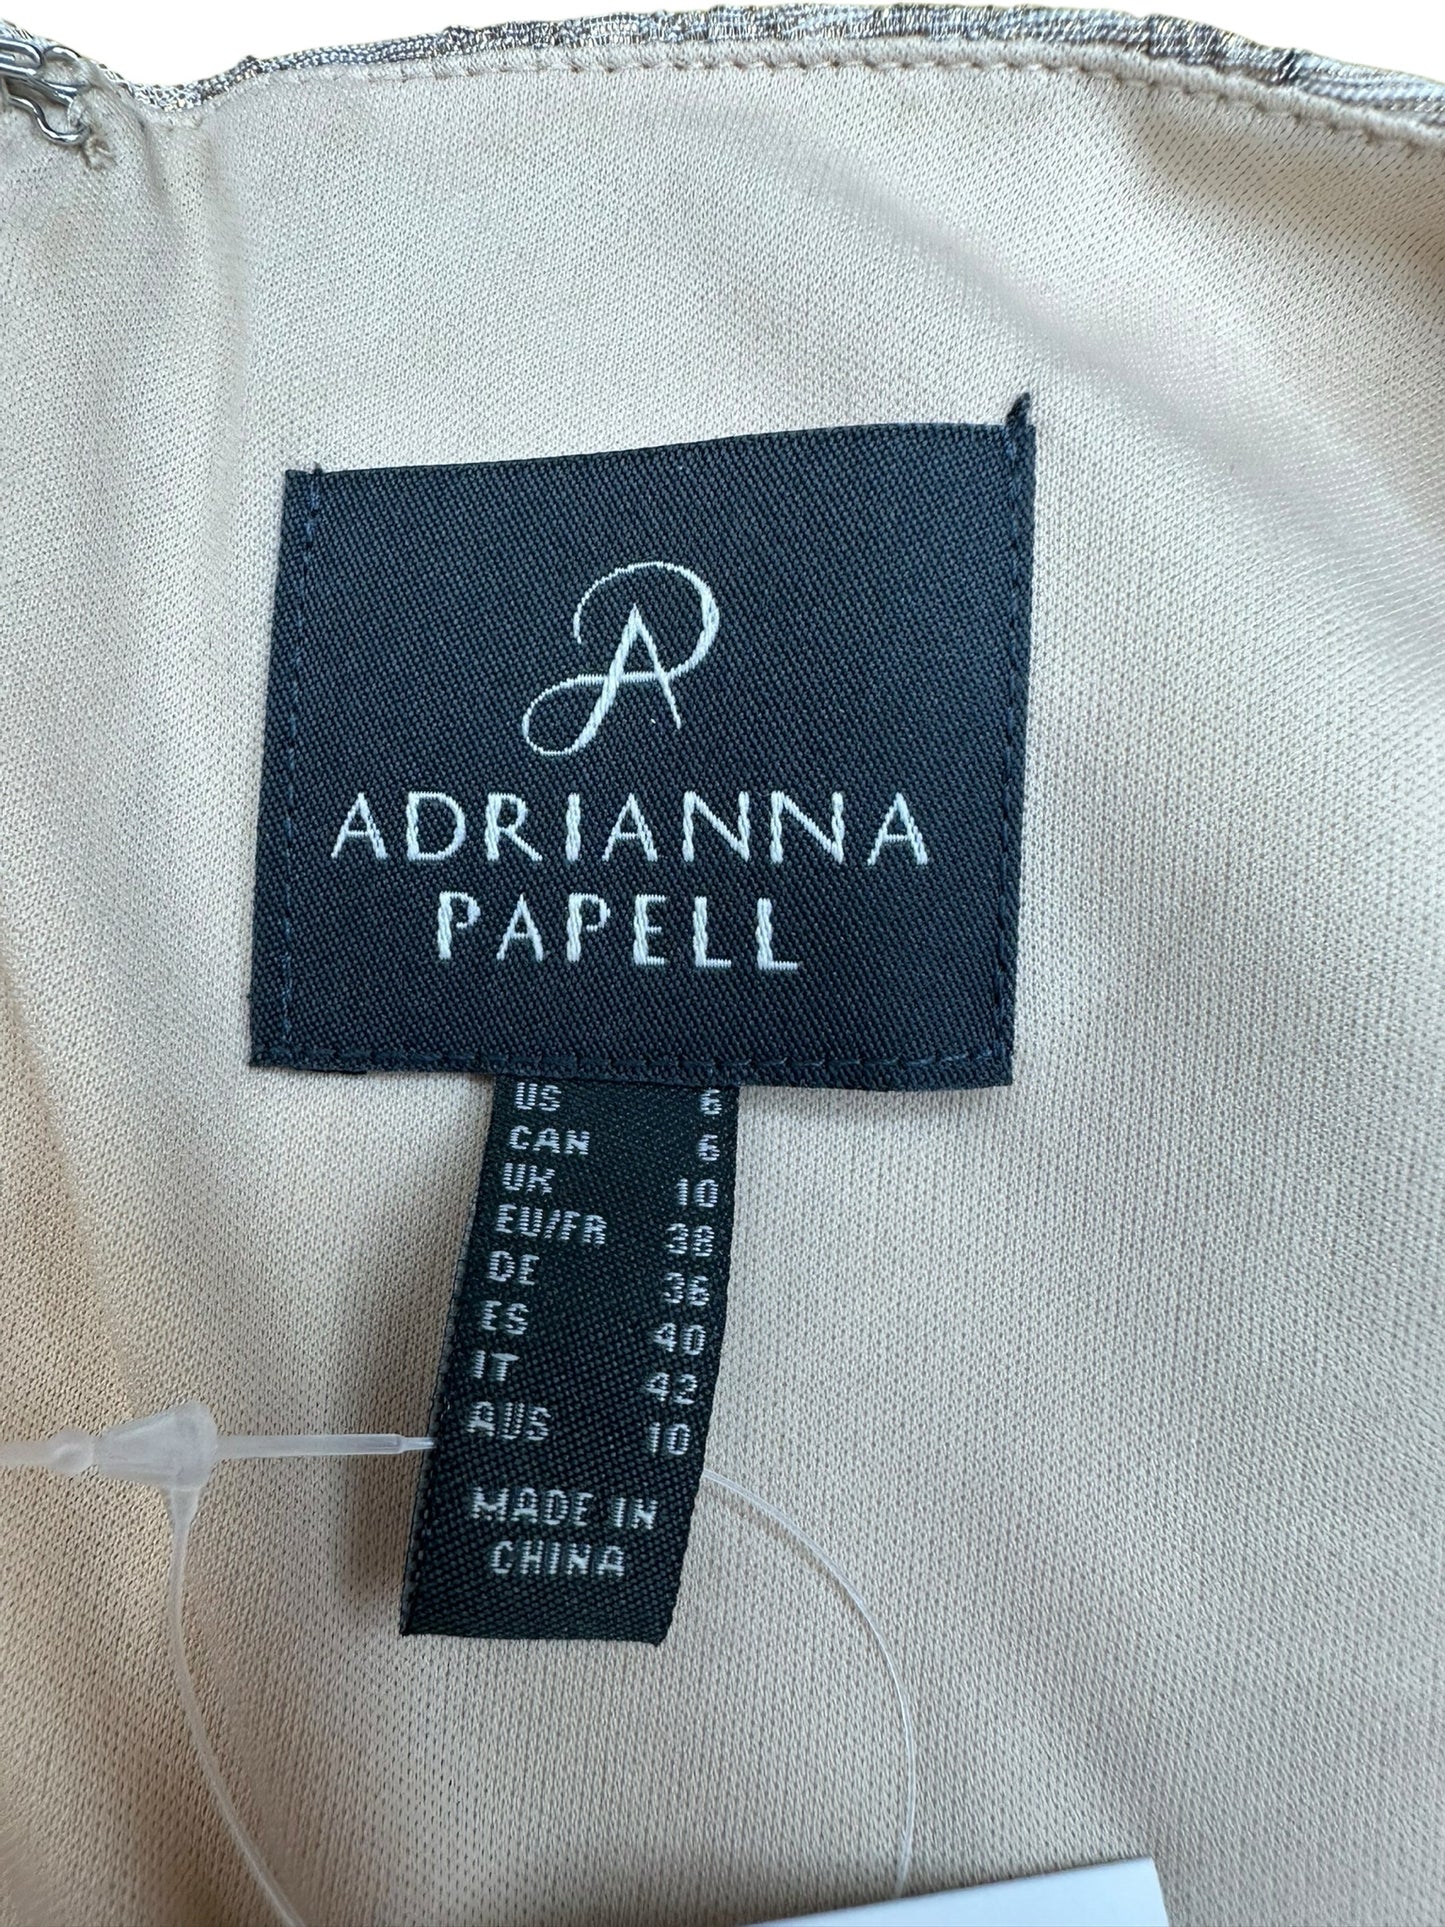 AP
ADRIANNA
PAPELL
US 6
CAN 6
UK 10
EU/FR 38
DE 36
ES 40
IT 42
AUS 10
MADE IN
CHINA